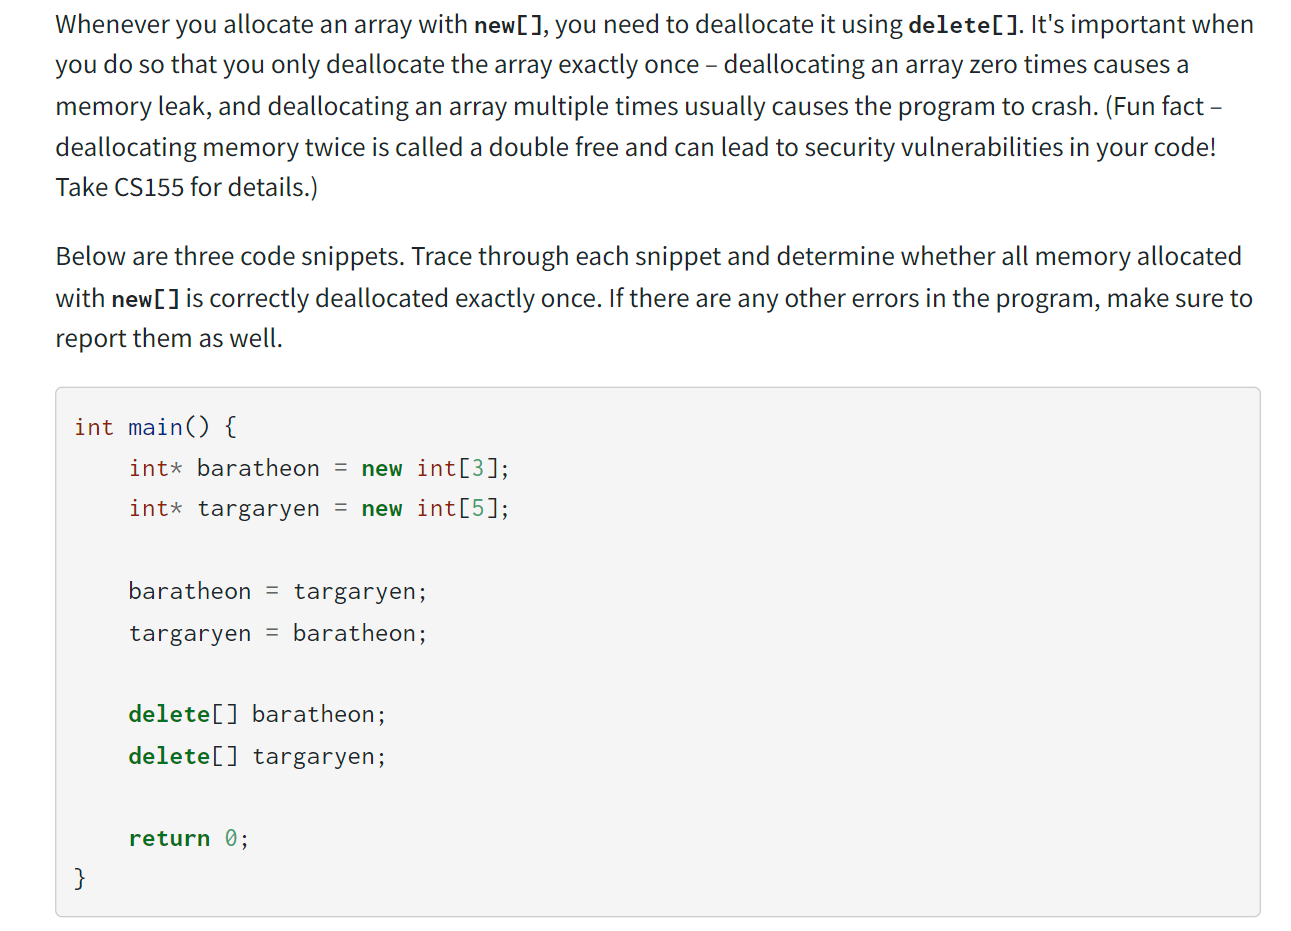 Whenever you allocate an array with new[], you need to deallocate it using delete[]. It's important when
you do so that you only deallocate the array exactly once – deallocating an array zero times causes a
memory leak, and deallocating an array multiple times usually causes the program to crash. (Fun fact –
deallocating memory twice is called a double free and can lead to security vulnerabilities in your code!
Take CS155 for details.)
Below are three code snippets. Trace through each snippet and determine whether all memory allocated
with new[] is correctly deallocated exactly once. If there are any other errors in the program, make sure to
report them as well.
int main() {
    int* baratheon = new int[3];
    int* targaryen = new int[5];
    baratheon = targaryen;
    targaryen = baratheon;
    delete[] baratheon;
    delete[] targaryen;
    return 0;
}